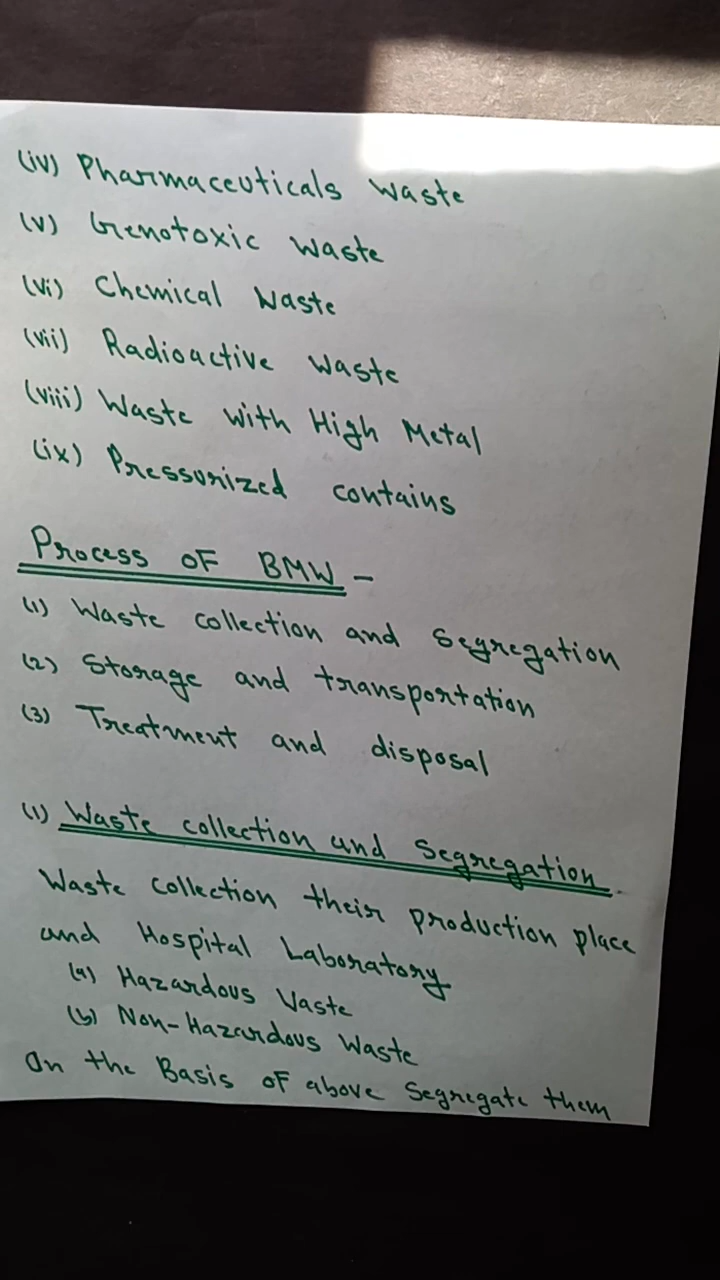 (iv) Pharmaceuticals Waste
(v) Genotoxic Waste
(vi) Chemical Waste
(vii) Radioactive Waste
(viii) Waste with High Metal
(ix) Pressurized contains
Process OF BMW -
(1) Waste collection and Segregation
(2) Storage and transportation
(3) Treatment and disposal
(1) Waste collection and Segregation
Waste collection their production place
and Hospital Laboratory
(a) Hazardous Waste
(b) Non-Hazardous Waste
On the Basis OF above Segregate them